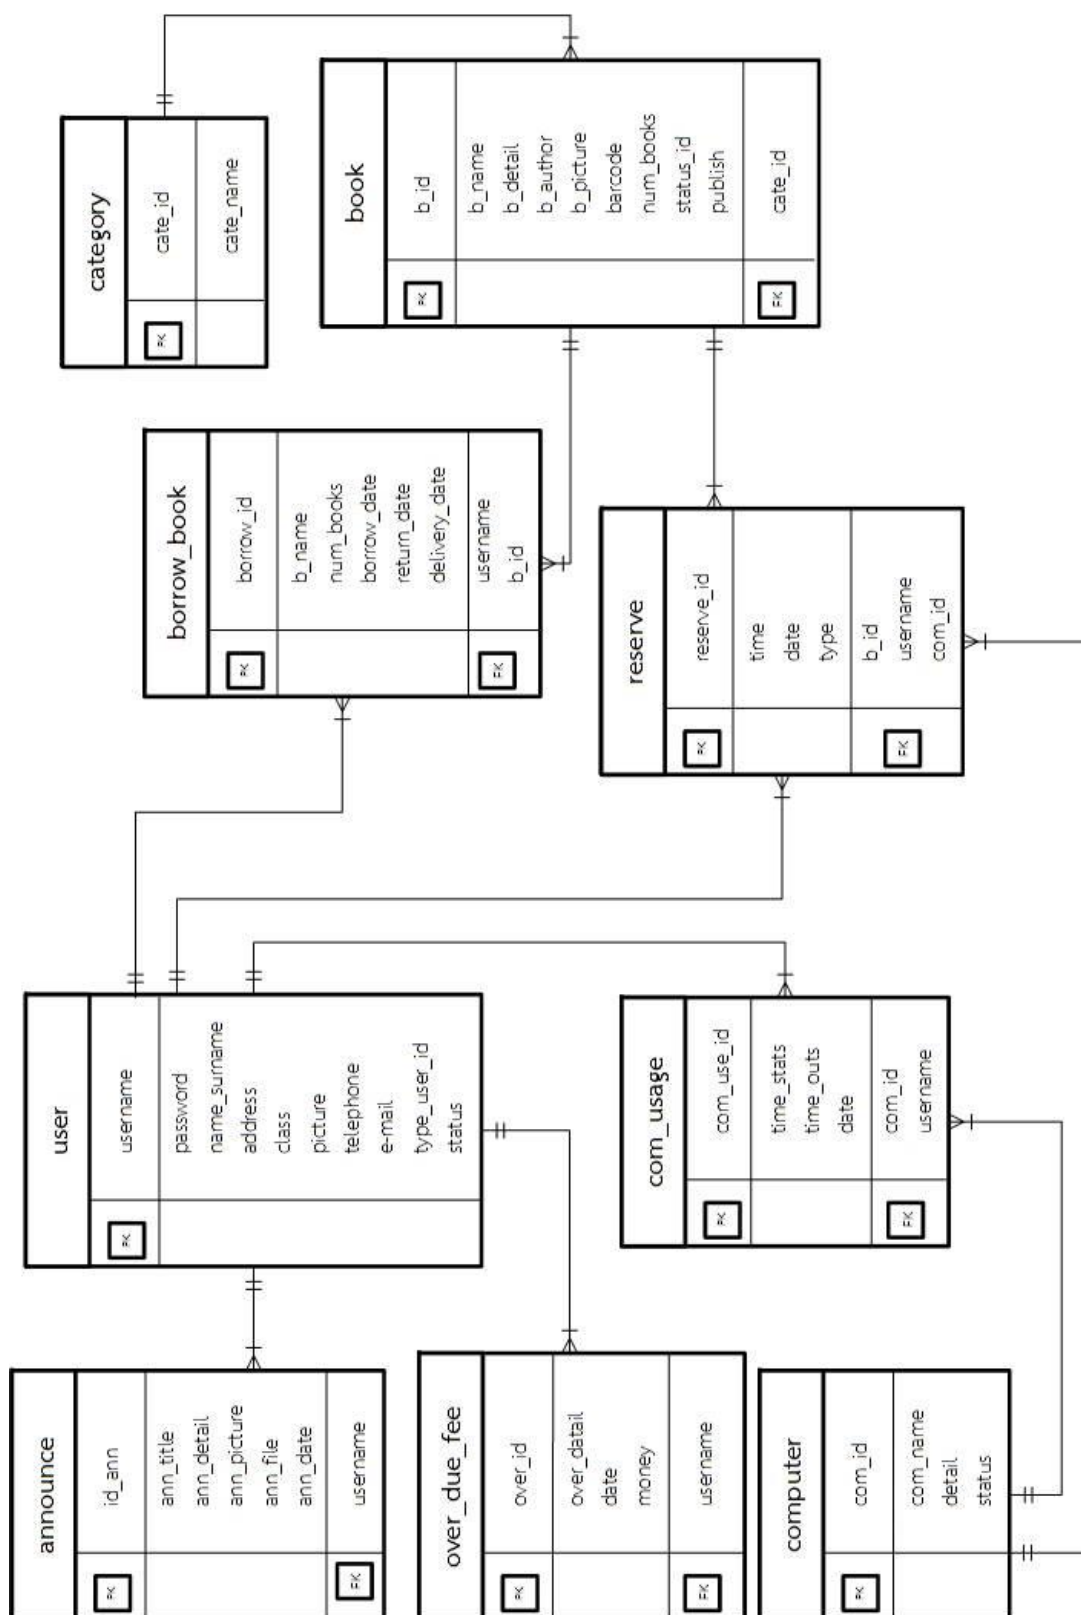 announce
PK id_ann
ann_title
ann_detail
ann_picture
ann_file
ann_date
FK username
user
PK username
password
name_surname
address
class
picture
telephone
e-mail
type_user_id
status
borrow_book
PK borrow_id
b_name
num_books
borrow_date
return_date
delivery_date
FK username
b_id
category
PK cate_id
cate_name
over_due_fee
PK over_id
over_datail
date
money
FK username
book
PK b_id
b_name
b_detail
b_author
b_picture
barcode
num_books
status_id
publish
FK cate_id
computer
PK com_id
com_name
detail
status
com_usage
PK com_use_id
time_stats
time_outs
date
FK com_id
username
reserve
PK reserve_id
time
date
type
FK b_id
username
com_id